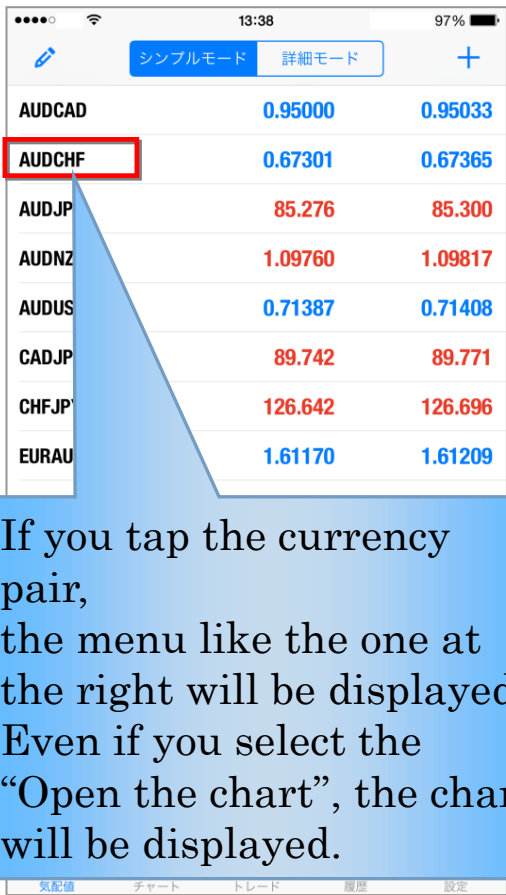 13:38 97%
シンプルモード 詳細モード
AUDCAD 0.95000 0.95033
AUDCHF 0.67301 0.67365
AUDJP 85.276 85.300
AUDNZ 1.09760 1.09817
AUDUS 0.71387 0.71408
CADJP 89.742 89.771
CHFJPY 126.642 126.696
EURAU 1.61170 1.61209
If you tap the currency
pair,
the menu like the one at
the right will be displayed
Even if you select the
“Open the chart”, the char
will be displayed.
気配値 チャート トレード 履歴 設定